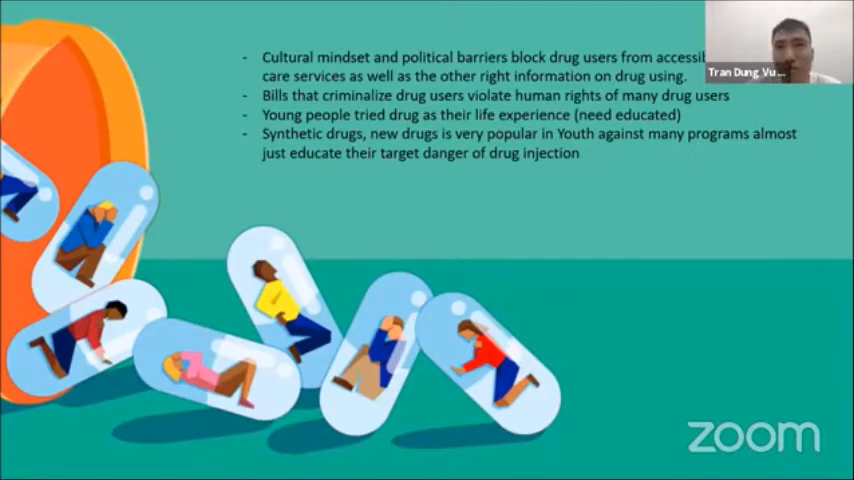 - Cultural mindset and political barriers block drug users from
care services as well as the other right information on drug using.
- Bills that criminalize drug users violate human rights of many drug users
- Young people tried drug as their life experience (need educated)
- Synthetic drugs, new drugs is very popular in Youth against many programs almost
just educate their target danger of drug injection
Tran Dung Vu ...
zoom